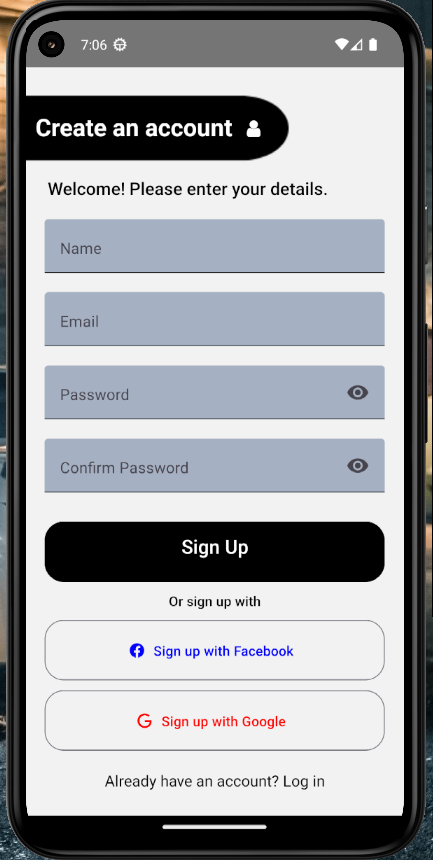 7:06
Create an account
Welcome! Please enter your details.
Name
Email
Password
Confirm Password
Sign Up
Or sign up with
Sign up with Facebook
G Sign up with Google
Already have an account? Log in